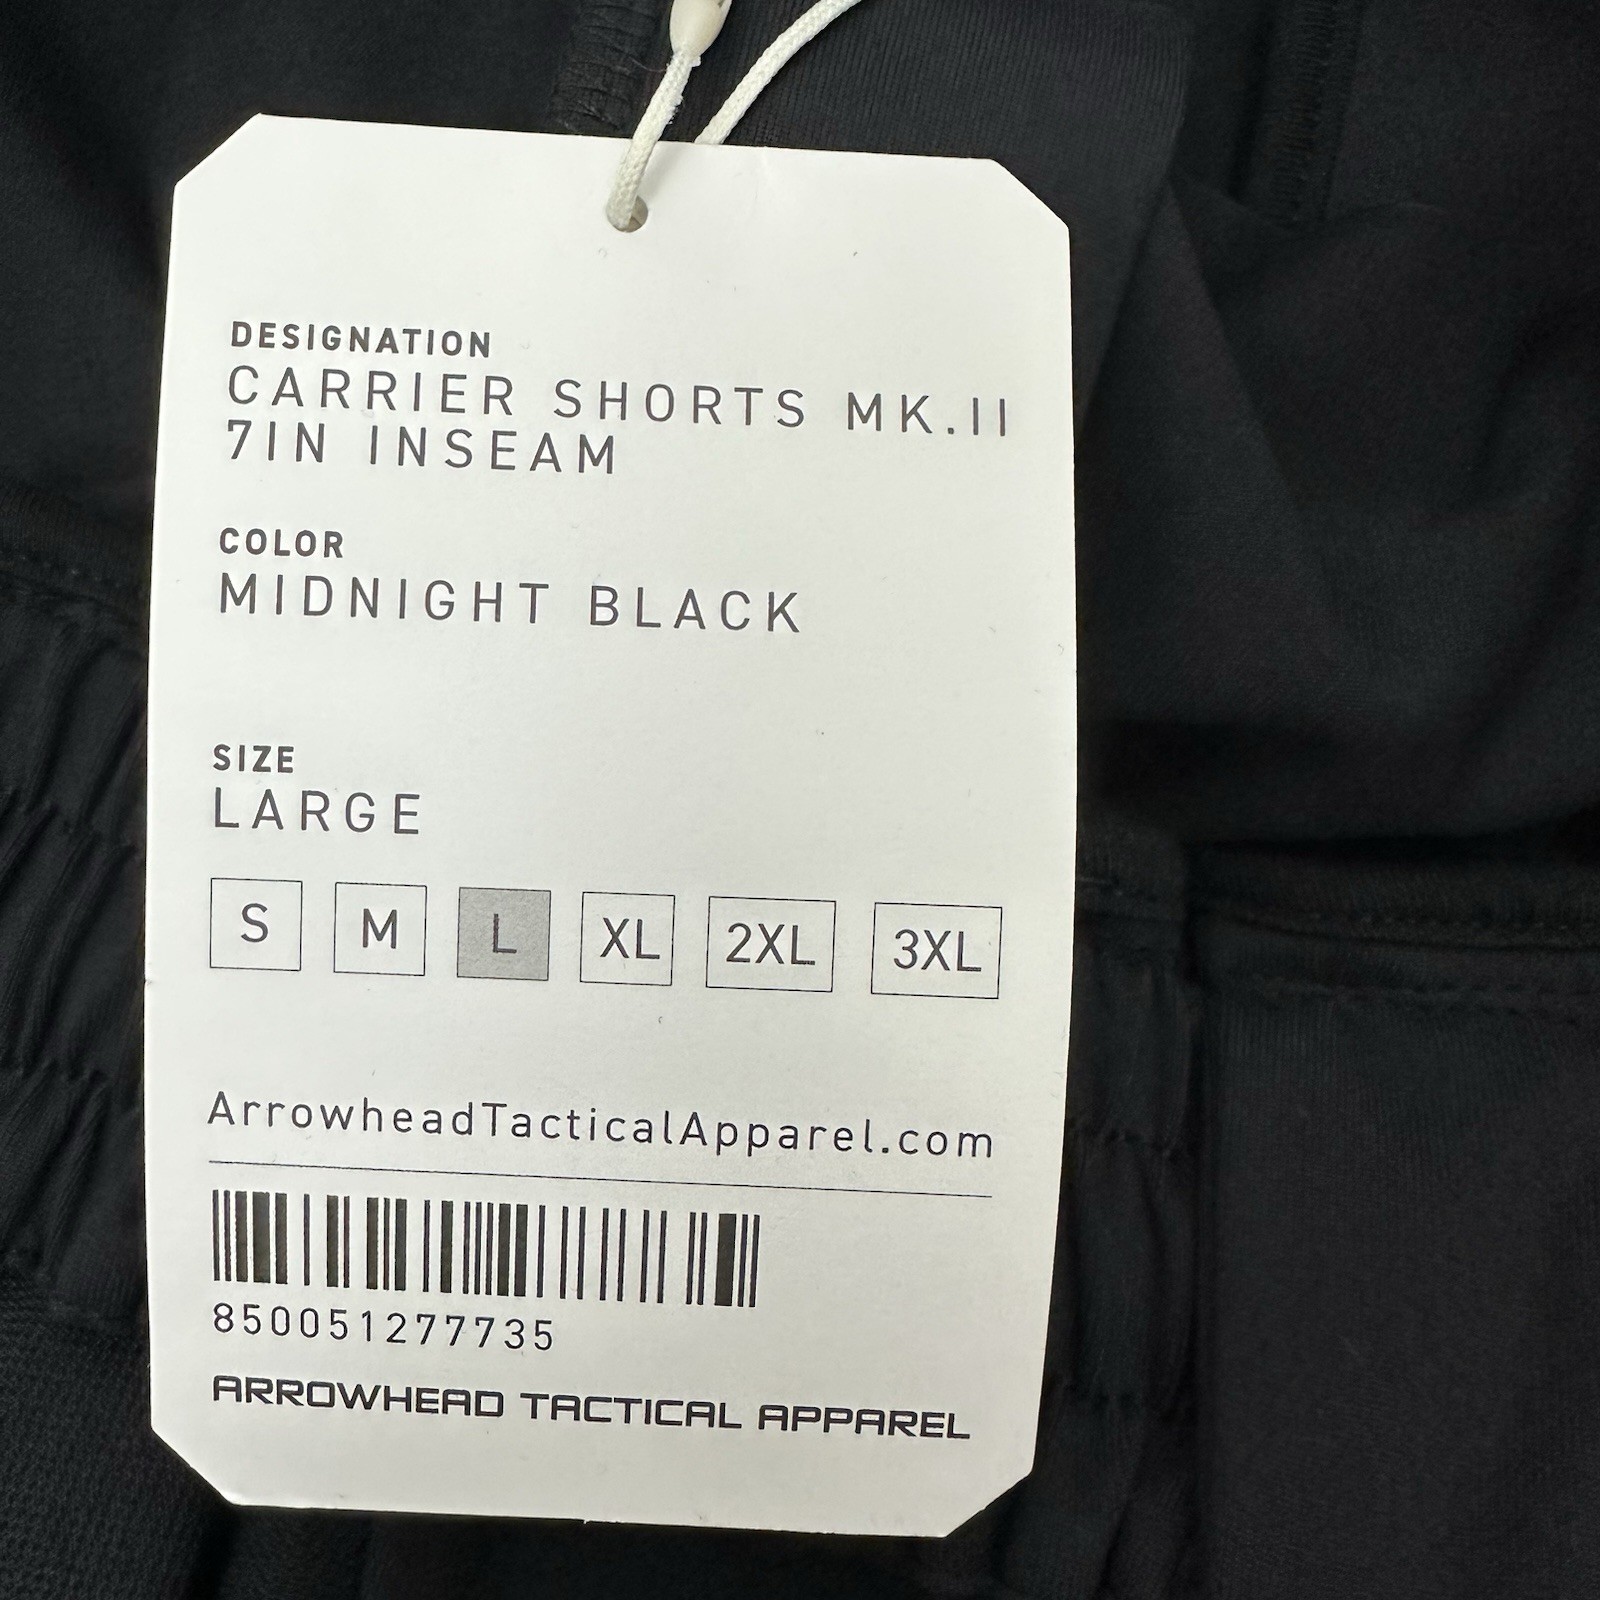 DESIGNATION
CARRIER SHORTS MK.II
7IN INSEAM
COLOR
MIDNIGHT BLACK
SIZE
LARGE
S M L XL 2XL 3XL
ArrowheadTacticalApparel.com
850051277735
ARROWHEAD TACTICAL APPAREL